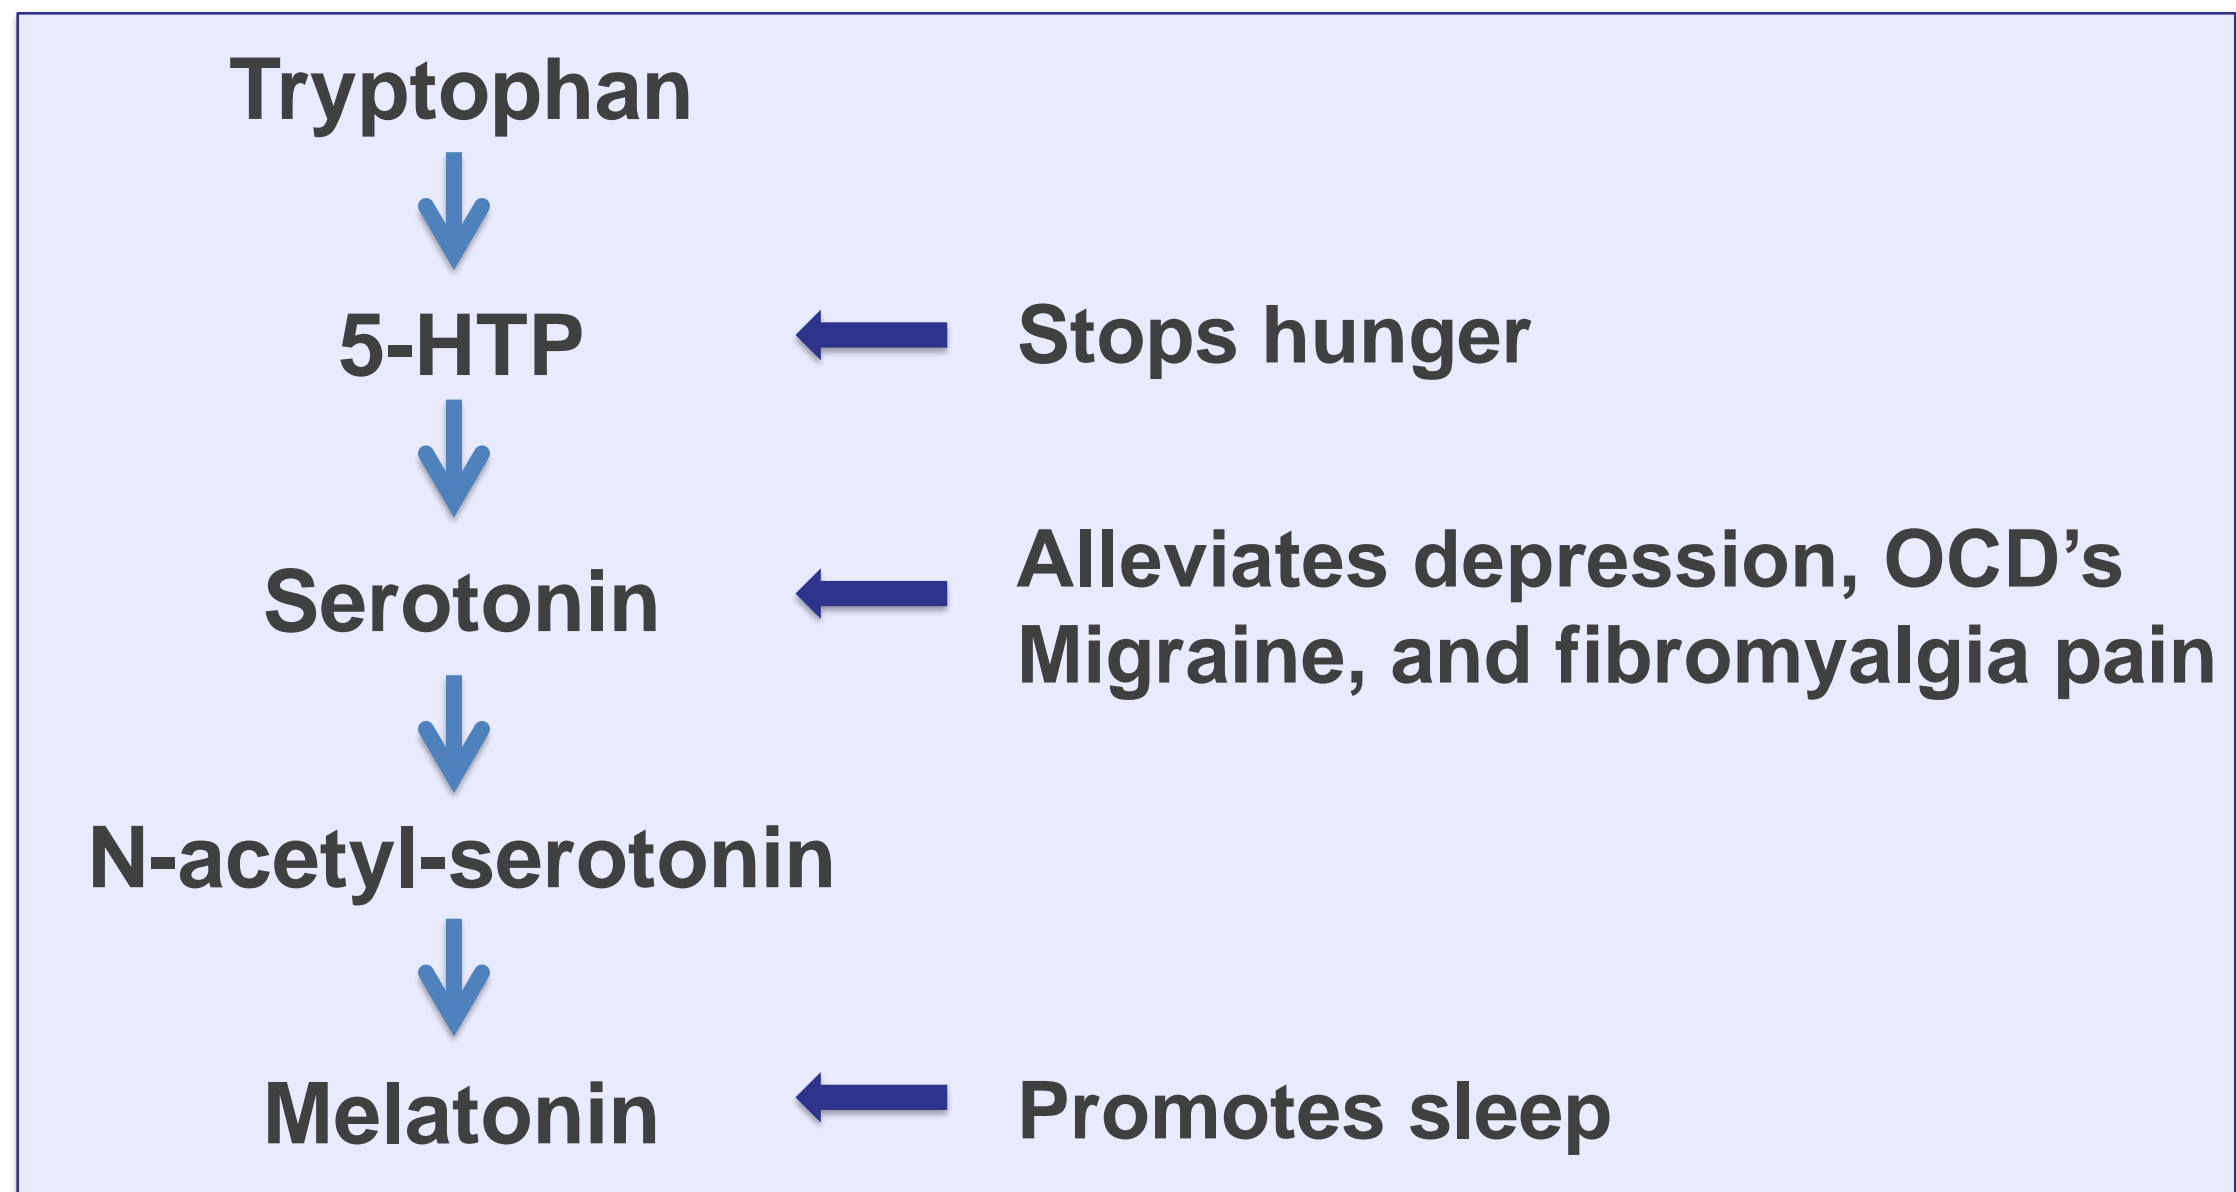 Tryptophan
5-HTP
Stops hunger
Serotonin
Alleviates depression, OCD’s
Migraine, and fibromyalgia pain
N-acetyl-serotonin
Melatonin
Promotes sleep